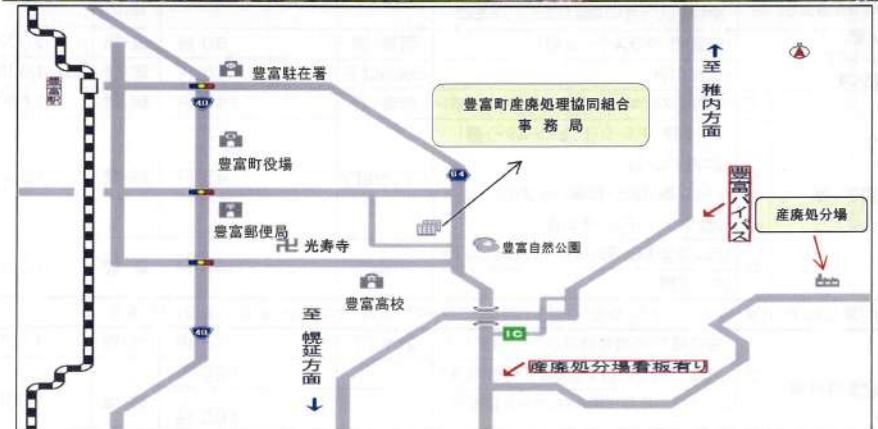 豊富駅
40
豊富駐在署
豊富町役場
豊富町産廃処理協同組合
事務局
至 稚内方面
84
豊富バイパス
産廃処分場
豊富郵便局
卍 光寿寺
豊富自然公園
豊富高校
40
至 幌延方面
IC
産廃処分場看板有り